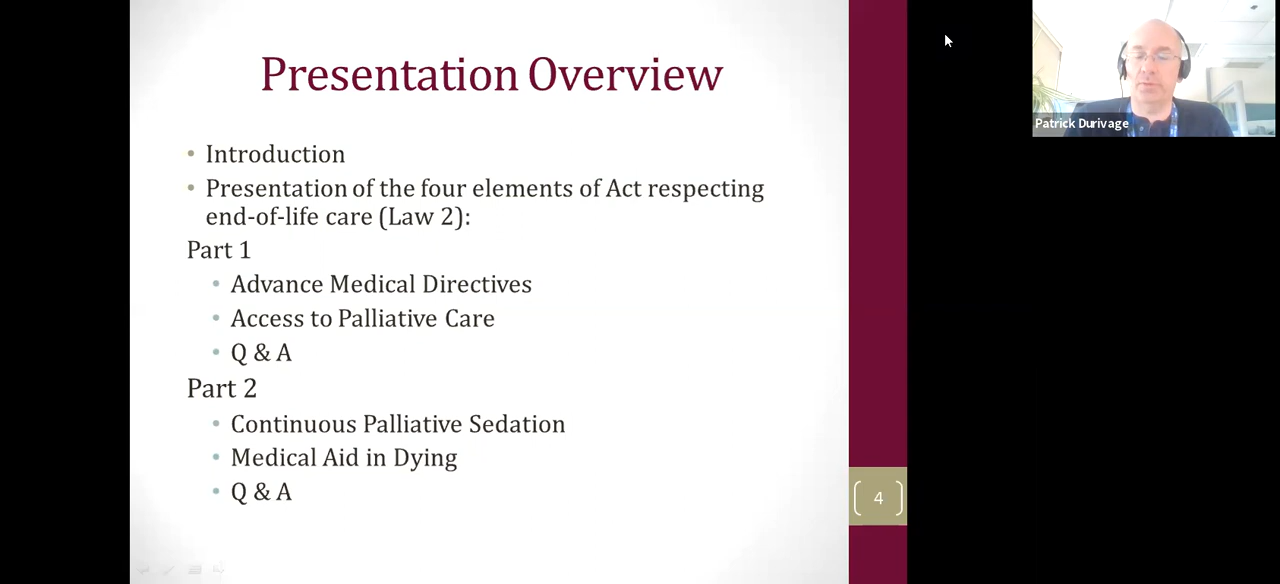 Presentation Overview
• Introduction
• Presentation of the four elements of Act respecting
end-of-life care (Law 2):
Part 1
• Advance Medical Directives
• Access to Palliative Care
• Q & A
Part 2
• Continuous Palliative Sedation
• Medical Aid in Dying
• Q & A
4
Patrick Durivage